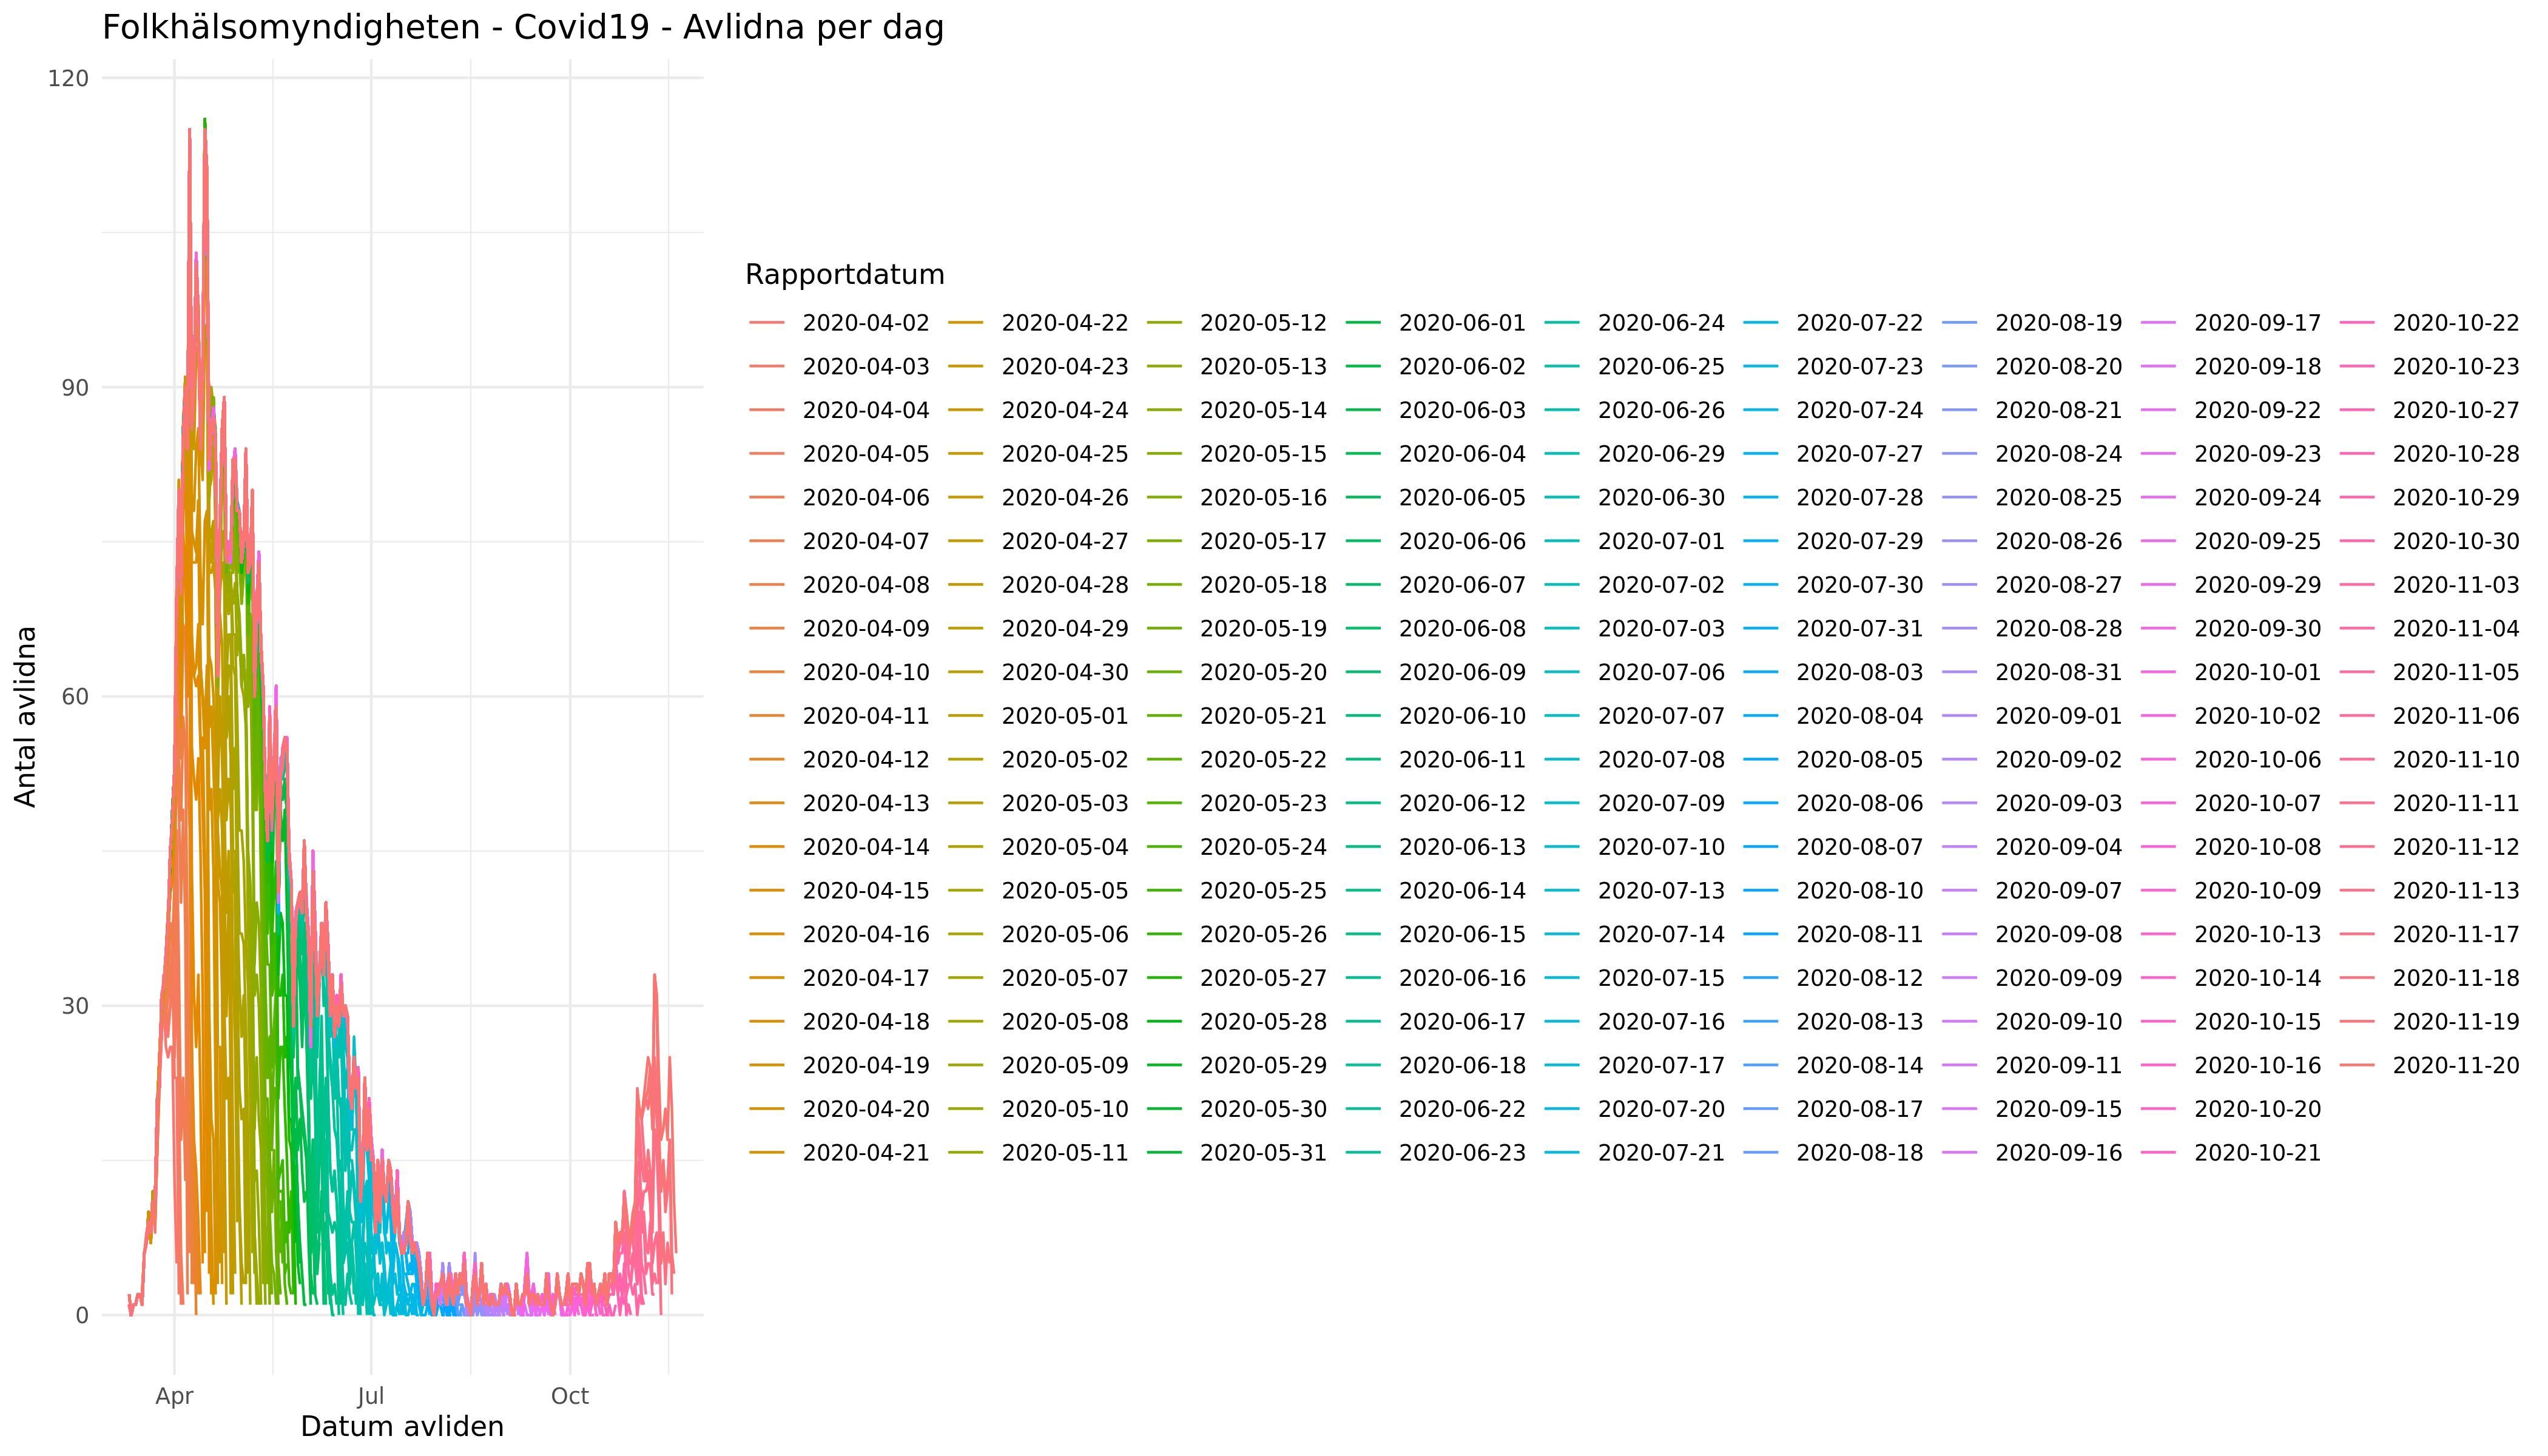 Folkhälsomyndigheten - Covid19 - Avlidna per dag
120
90
60
30
0
Antal avlidna
Apr Jul Oct
Datum avliden
Rapportdatum
2020-04-02 2020-04-22 2020-05-12 2020-06-01 2020-06-24 2020-07-22 2020-08-19 2020-09-17 2020-10-22
2020-04-03 2020-04-23 2020-05-13 2020-06-02 2020-06-25 2020-07-23 2020-08-20 2020-09-18 2020-10-23
2020-04-04 2020-04-24 2020-05-14 2020-06-03 2020-06-26 2020-07-24 2020-08-21 2020-09-22 2020-10-27
2020-04-05 2020-04-25 2020-05-15 2020-06-04 2020-06-29 2020-07-27 2020-08-24 2020-09-23 2020-10-28
2020-04-06 2020-04-26 2020-05-16 2020-06-05 2020-06-30 2020-07-28 2020-08-25 2020-09-24 2020-10-29
2020-04-07 2020-04-27 2020-05-17 2020-06-06 2020-07-01 2020-07-29 2020-08-26 2020-09-25 2020-10-30
2020-04-08 2020-04-28 2020-05-18 2020-06-07 2020-07-02 2020-07-30 2020-08-27 2020-09-29 2020-11-03
2020-04-09 2020-04-29 2020-05-19 2020-06-08 2020-07-03 2020-07-31 2020-08-28 2020-09-30 2020-11-04
2020-04-10 2020-04-30 2020-05-20 2020-06-09 2020-07-06 2020-08-03 2020-08-31 2020-10-01 2020-11-05
2020-04-11 2020-05-01 2020-05-21 2020-06-10 2020-07-07 2020-08-04 2020-09-01 2020-10-02 2020-11-06
2020-04-12 2020-05-02 2020-05-22 2020-06-11 2020-07-08 2020-08-05 2020-09-02 2020-10-06 2020-11-10
2020-04-13 2020-05-03 2020-05-23 2020-06-12 2020-07-09 2020-08-06 2020-09-03 2020-10-07 2020-11-11
2020-04-14 2020-05-04 2020-05-24 2020-06-13 2020-07-10 2020-08-07 2020-09-04 2020-10-08 2020-11-12
2020-04-15 2020-05-05 2020-05-25 2020-06-14 2020-07-13 2020-08-10 2020-09-07 2020-10-09 2020-11-13
2020-04-16 2020-05-06 2020-05-26 2020-06-15 2020-07-14 2020-08-11 2020-09-08 2020-10-13 2020-11-17
2020-04-17 2020-05-07 2020-05-27 2020-06-16 2020-07-15 2020-08-12 2020-09-09 2020-10-14 2020-11-18
2020-04-18 2020-05-08 2020-05-28 2020-06-17 2020-07-16 2020-08-13 2020-09-10 2020-10-15 2020-11-19
2020-04-19 2020-05-09 2020-05-29 2020-06-18 2020-07-17 2020-08-14 2020-09-11 2020-10-16 2020-11-20
2020-04-20 2020-05-10 2020-05-30 2020-06-22 2020-07-20 2020-08-17 2020-09-15 2020-10-20
2020-04-21 2020-05-11 2020-05-31 2020-06-23 2020-07-21 2020-08-18 2020-09-16 2020-10-21